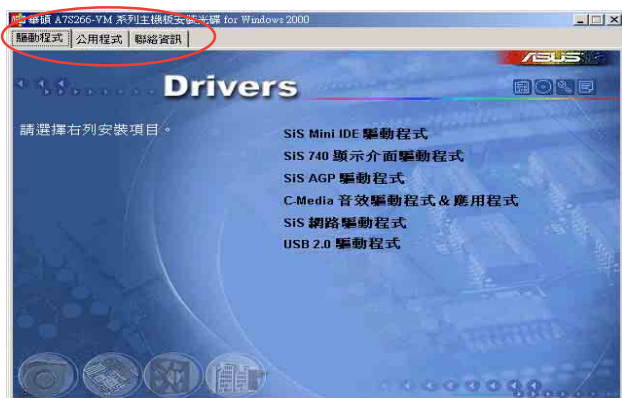 華碩 A7S266-VM 系列主機板安裝光碟 for Windows 2000
驅動程式 公用程式 聯絡資訊
ASUS
Drivers
請選擇右列安裝項目。
SiS Mini IDE 驅動程式
SiS 740 顯示介面驅動程式
SiS AGP 驅動程式
C-Media 音效驅動程式 & 應用程式
SiS 網路驅動程式
USB 2.0 驅動程式